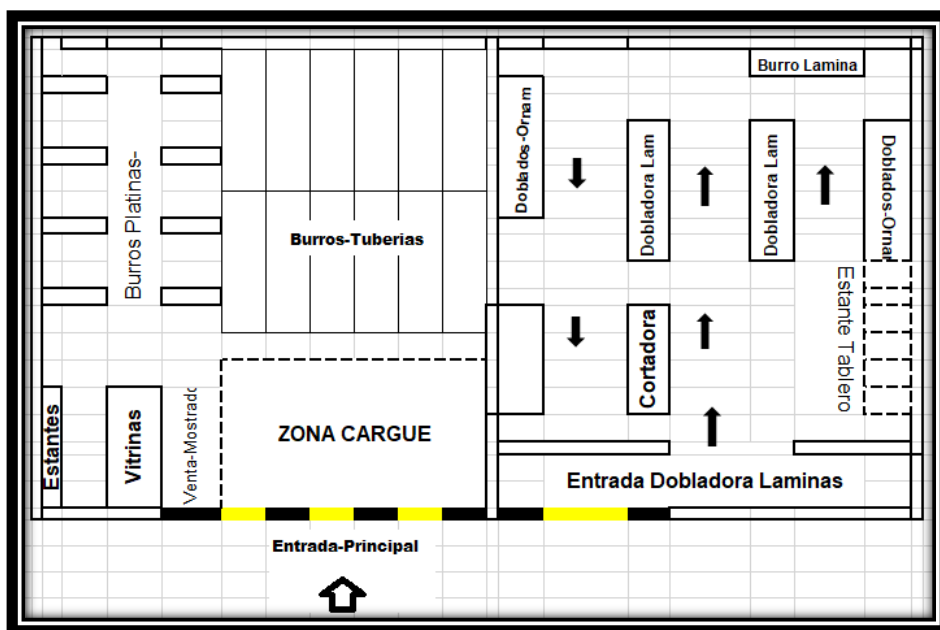 Burro Lamina
Doblados-Ornam
Dobladora Lam
Dobladora Lam
Doblados-Ornar
Burros Platinas-
Burros-Tuberias
Estante Tablero
Cortadora
Estantes
Vitrinas
Venta-Mostrado
ZONA CARGUE
Entrada Dobladora Laminas
Entrada-Principal